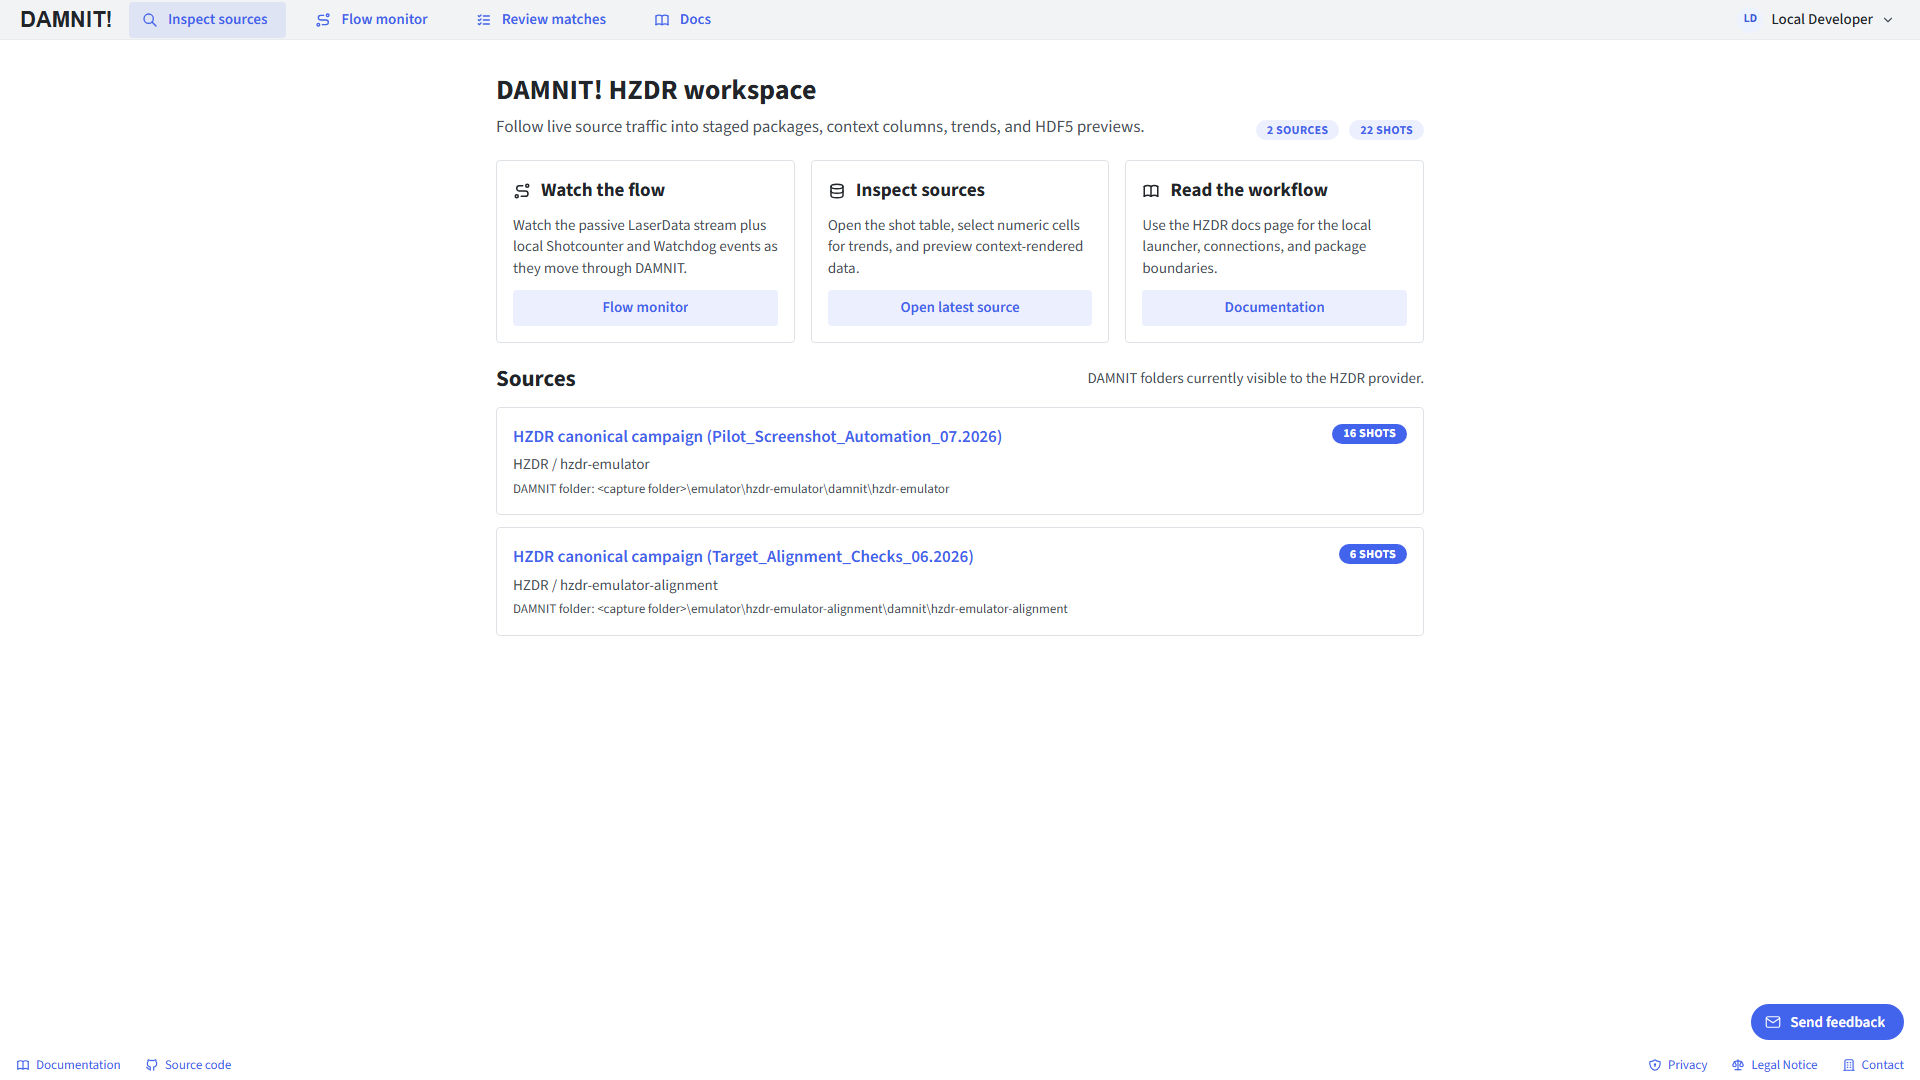 DAMNIT!
Inspect sources
Flow monitor
Review matches
Docs
LD
Local Developer
DAMNIT! HZDR workspace
Follow live source traffic into staged packages, context columns, trends, and HDF5 previews.
2 SOURCES
22 SHOTS
Watch the flow
Watch the passive LaserData stream plus
local Shotcounter and Watchdog events as
they move through DAMNIT.
Flow monitor
Inspect sources
Open the shot table, select numeric cells
for trends, and preview context-rendered
data.
Open latest source
Read the workflow
Use the HZDR docs page for the local
launcher, connections, and package
boundaries.
Documentation
Sources
DAMNIT folders currently visible to the HZDR provider.
HZDR canonical campaign (Pilot_Screenshot_Automation_07.2026)
16 SHOTS
HZDR / hzdr-emulator
DAMNIT folder: <capture folder>\emulator\hzdr-emulator\damnit\hzdr-emulator
HZDR canonical campaign (Target_Alignment_Checks_06.2026)
6 SHOTS
HZDR / hzdr-emulator-alignment
DAMNIT folder: <capture folder>\emulator\hzdr-emulator-alignment\damnit\hzdr-emulator-alignment
Send feedback
Documentation
Source code
Privacy
Legal Notice
Contact